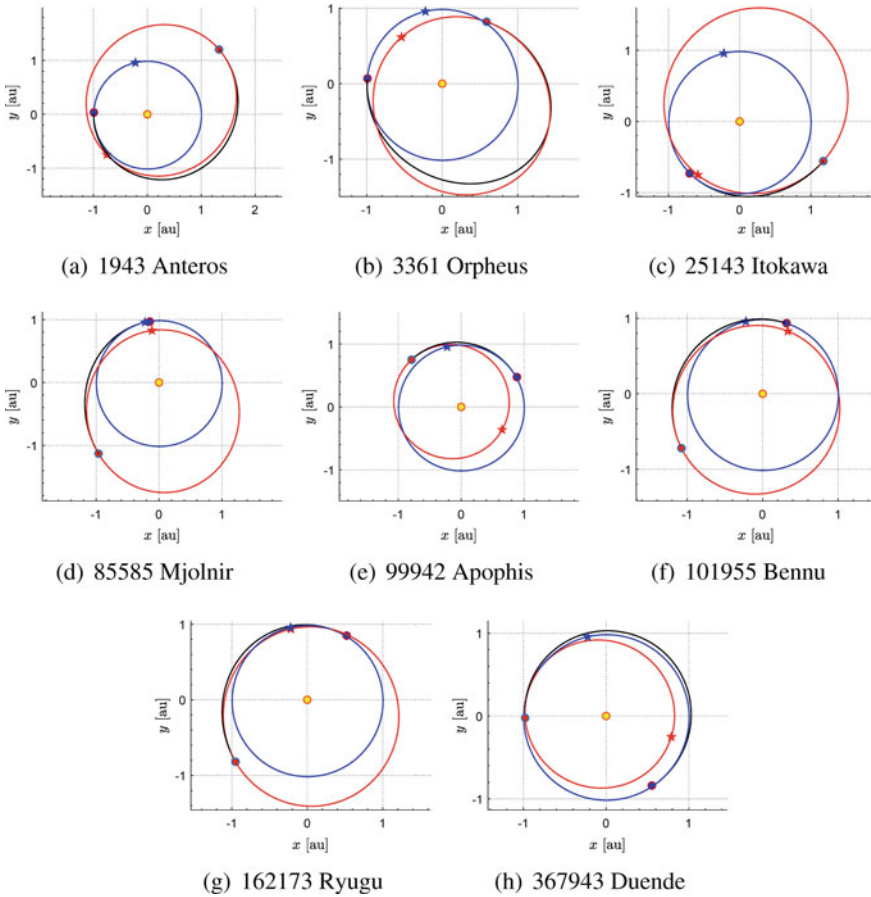 y [au]
1
0
-1
-1 0 1 2
x [au]
(a) 1943 Anteros
y [au]
1
0
-1
-1 0 1
x [au]
(b) 3361 Orpheus
y [au]
1
0
-1
-1 0 1
x [au]
(c) 25143 Itokawa
y [au]
1
0
-1
-1 0 1
x [au]
(d) 85585 Mjolnir
y [au]
1
0
-1
-1 0 1
x [au]
(e) 99942 Apophis
y [au]
1
0
-1
-1 0 1
x [au]
(f) 101955 Bennu
y [au]
1
0
-1
-1 0 1
x [au]
(g) 162173 Ryugu
y [au]
1
0
-1
-1 0 1
x [au]
(h) 367943 Duende